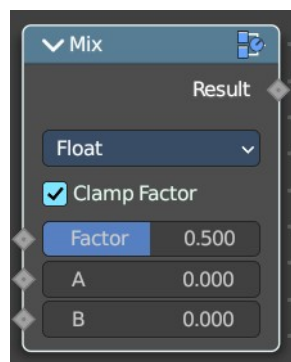 Mix
Result
Float
Clamp Factor
Factor 0.500
A 0.000
B 0.000